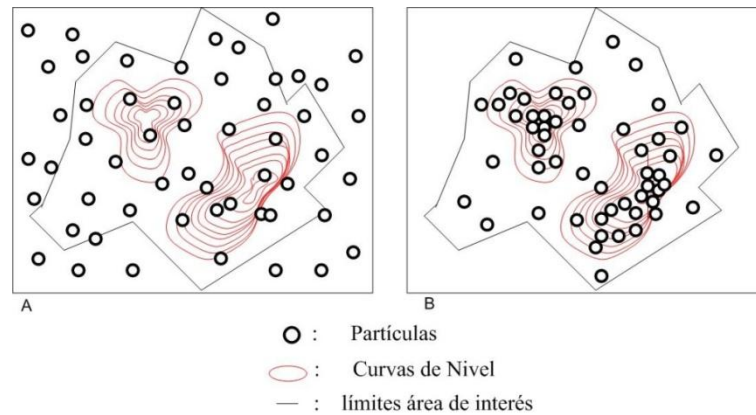 A
B
: Partículas
: Curvas de Nivel
: límites área de interés